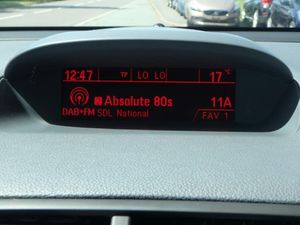 12:47 TP LO LO 17 °C
Absolute 80s 11A
DAB+FM SDL National FAV 1